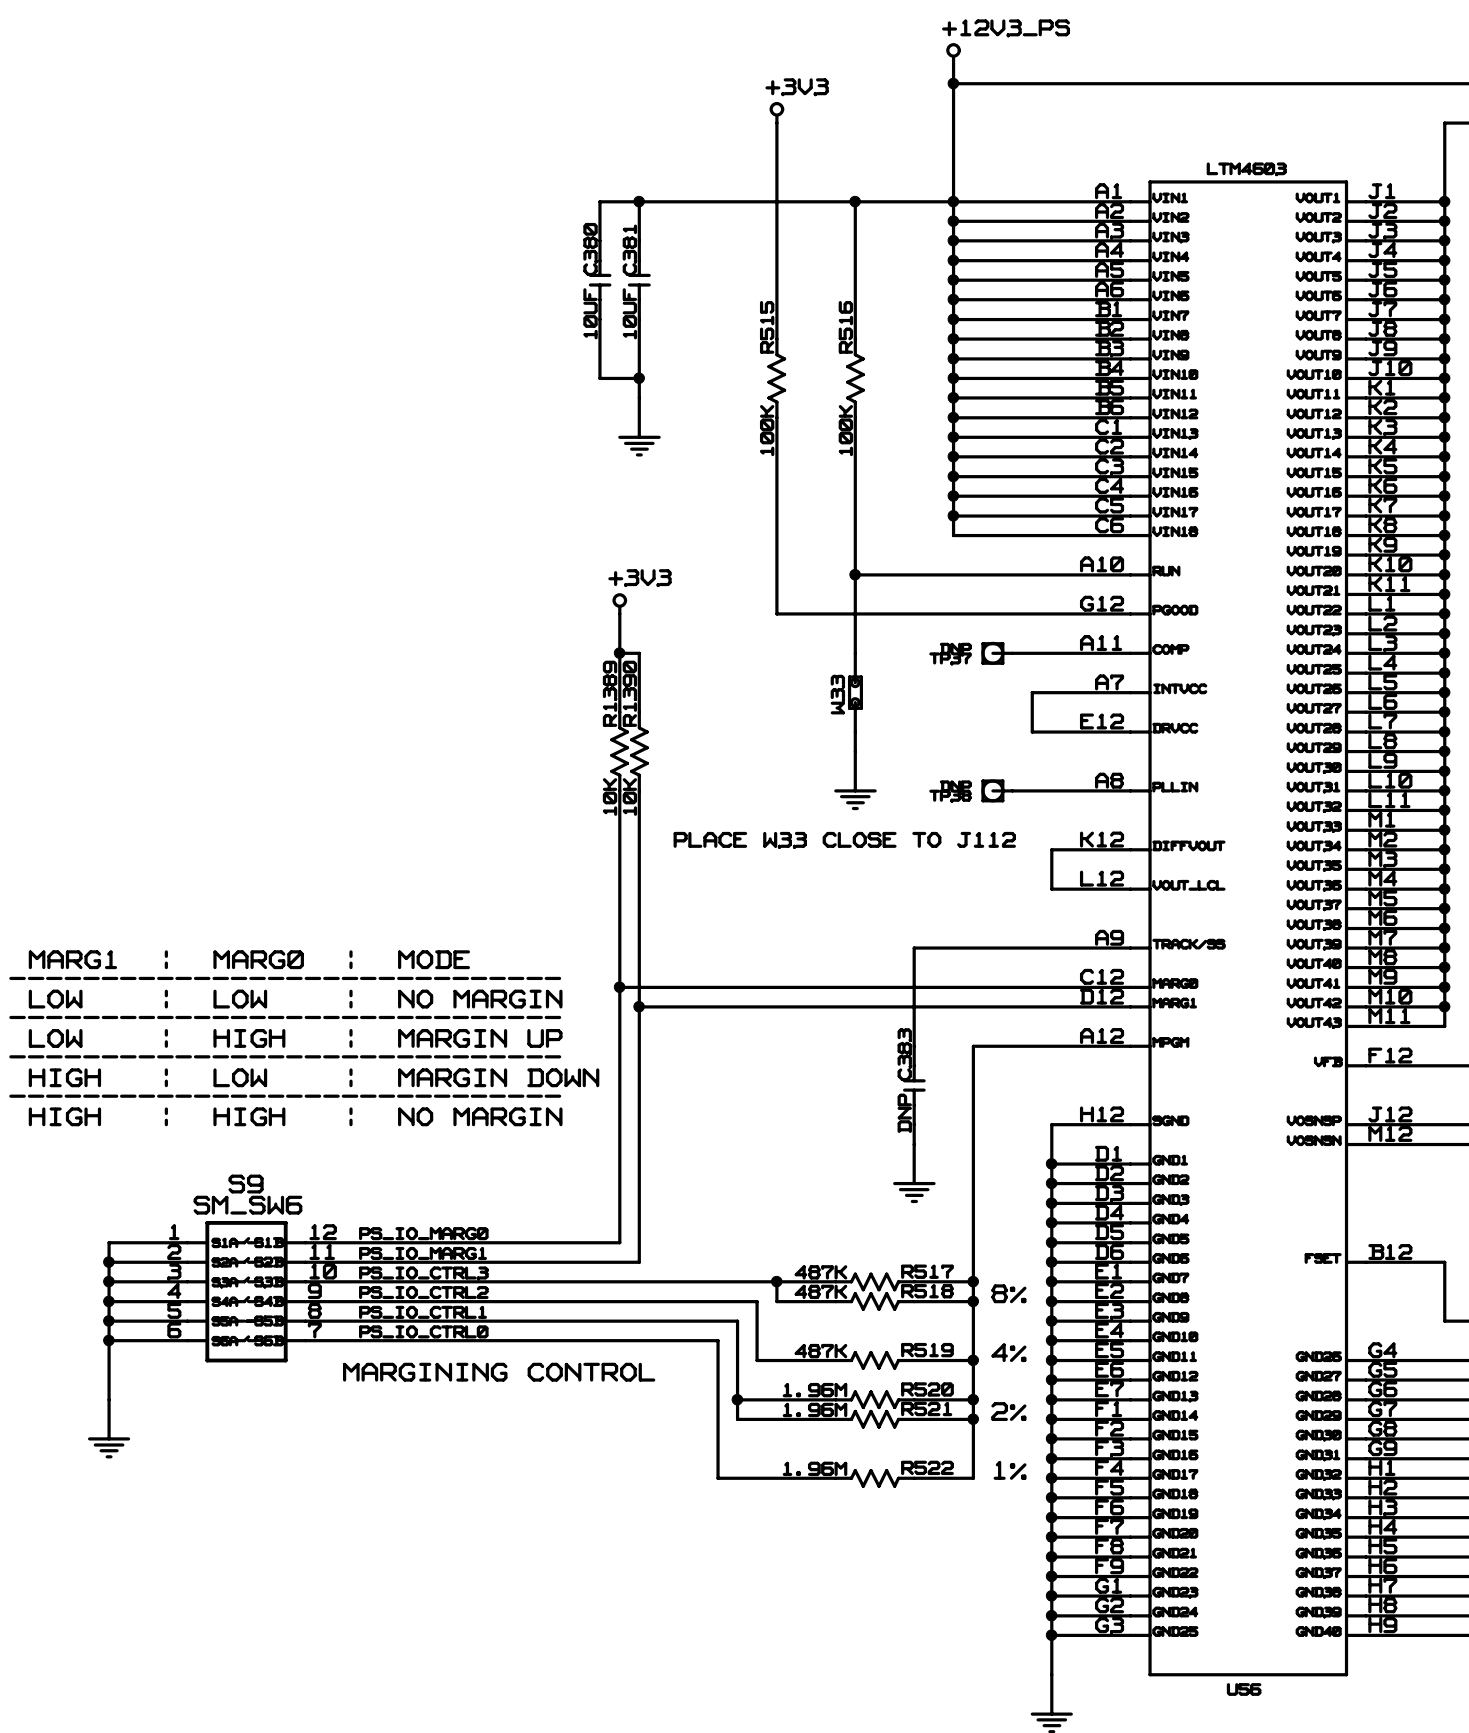 +12V3_PS
+3V3
LTM4603
A1 VIN1 VOUT1 J1
A2 VIN2 VOUT2 J2
A3 VIN3 VOUT3 J3
A4 VIN4 VOUT4 J4
A5 VIN5 VOUT5 J5
A6 VIN6 VOUT6 J6
B1 VIN7 VOUT7 J7
B2 VIN8 VOUT8 J8
B3 VIN9 VOUT9 J9
B4 VIN10 VOUT10 J10
B5 VIN11 VOUT11 K1
B6 VIN12 VOUT12 K2
C1 VIN13 VOUT13 K3
C2 VIN14 VOUT14 K4
C3 VIN15 VOUT15 K5
C4 VIN16 VOUT16 K6
C5 VIN17 VOUT17 K7
C6 VIN18 VOUT18 K8
VOUT19 K9
A10 RUN VOUT20 K10
VOUT21 K11
G12 PGOOD VOUT22 L1
VOUT23 L2
A11 COMP VOUT24 L3
VOUT25 L4
A7 INTVCC VOUT26 L5
VOUT27 L6
E12 DRVCC VOUT28 L7
VOUT29 L8
VOUT30 L9
A8 PLLIN VOUT31 L10
VOUT32 L11
VOUT33 M1
K12 DIFFVOUT VOUT34 M2
VOUT35 M3
L12 VOUT_LCL VOUT36 M4
VOUT37 M5
VOUT38 M6
A9 TRACK/SS VOUT39 M7
VOUT40 M8
C12 MARG0 VOUT41 M9
D12 MARG1 VOUT42 M10
VOUT43 M11
A12 MPGM
VFB F12
H12 SGND VOSNSP J12
VOSNSN M12
D1 GND1
D2 GND2
D3 GND3
D4 GND4
D5 GND5
D6 GND6 FSET B12
E1 GND7
E2 GND8
E3 GND9
E4 GND10
E5 GND11 GND26 G4
E6 GND12 GND27 G5
E7 GND13 GND28 G6
F1 GND14 GND29 G7
F2 GND15 GND30 G8
F3 GND16 GND31 G9
F4 GND17 GND32 H1
F5 GND18 GND33 H2
F6 GND19 GND34 H3
F7 GND20 GND35 H4
F8 GND21 GND36 H5
F9 GND22 GND37 H6
G1 GND23 GND38 H7
G2 GND24 GND39 H8
G3 GND25 GND40 H9
U56
10UF C380
10UF C381
100K R515
100K R516
+3V3
10K R1389
10K R1390
W33
DNP
TP37
DNP
TP38
PLACE W33 CLOSE TO J112
DNP C383
MARG1 ¦ MARG0 ¦ MODE
LOW ¦ LOW ¦ NO MARGIN
LOW ¦ HIGH ¦ MARGIN UP
HIGH ¦ LOW ¦ MARGIN DOWN
HIGH ¦ HIGH ¦ NO MARGIN
S9
SM_SW6
1 S1A S1B 12 PS_IO_MARG0
2 S2A S2B 11 PS_IO_MARG1
3 S3A S3B 10 PS_IO_CTRL3
4 S4A S4B 9 PS_IO_CTRL2
5 S5A S5B 8 PS_IO_CTRL1
6 S6A S6B 7 PS_IO_CTRL0
MARGINING CONTROL
487K R517
487K R518 8%
487K R519 4%
1.96M R520
1.96M R521 2%
1.96M R522 1%